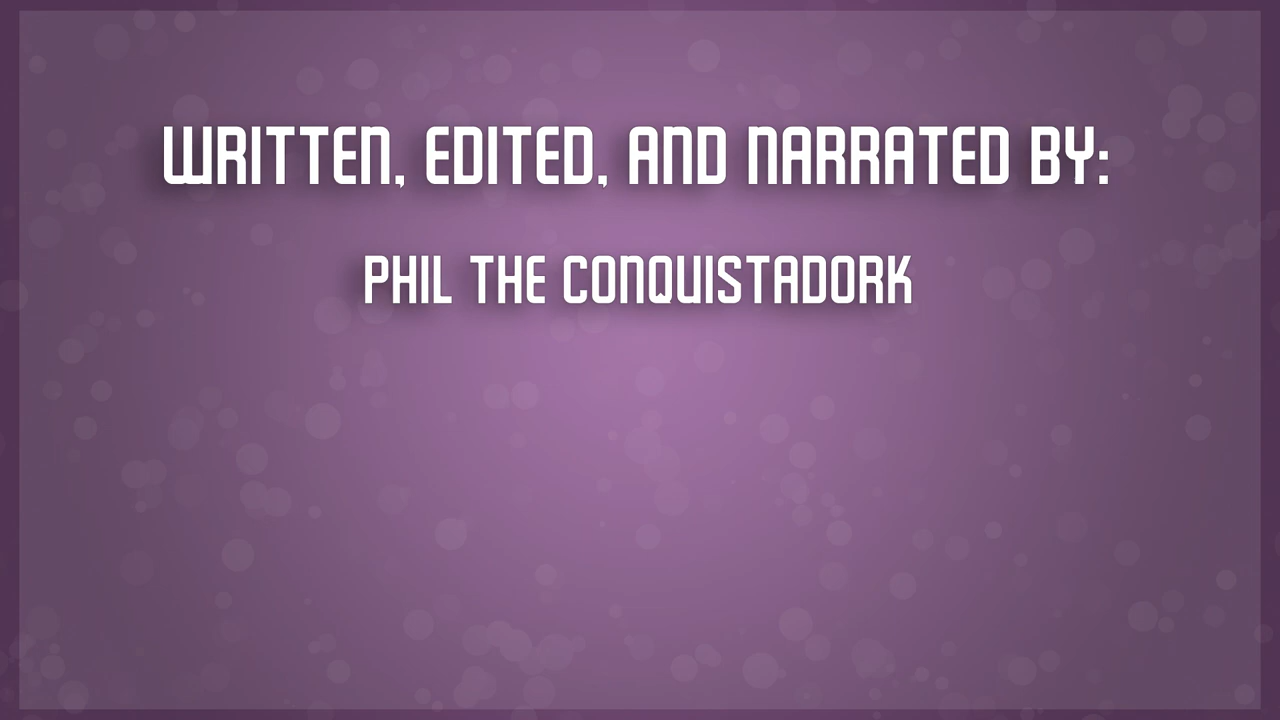 WRITTEN, EDITED, AND NARRATED BY:
PHIL THE CONQUISTADORK